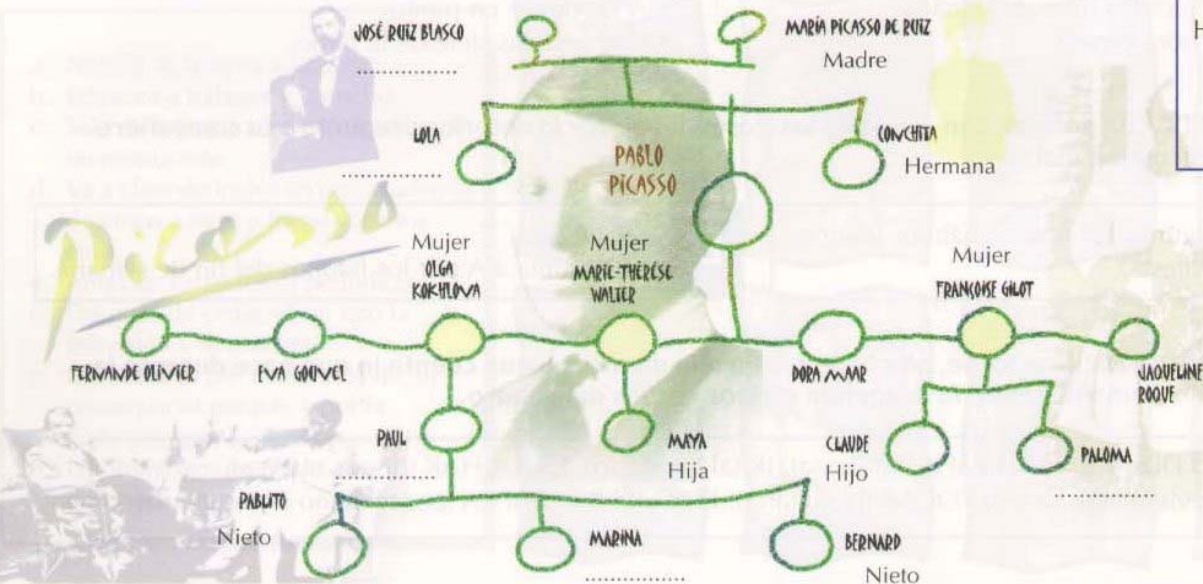 JOSÉ RUIZ BLASCO
....................
MARÍA PICASSO DE RUIZ
Madre
H
LOLA
....................
PABLO
PICASSO
CONCHITA
Hermana
Picasso
Mujer
OLGA
KOKHLOVA
Mujer
MARIE-THÉRÈSE
WALTER
Mujer
FRANÇOISE GILOT
FERNANDE OLIVIER
EVA GOUVEL
DORA MAAR
JAQUELINE
ROQUE
PAUL
....................
MAYA
Hija
CLAUDE
Hijo
PALOMA
................
PABLITO
Nieto
MARINA
................
BERNARD
Nieto